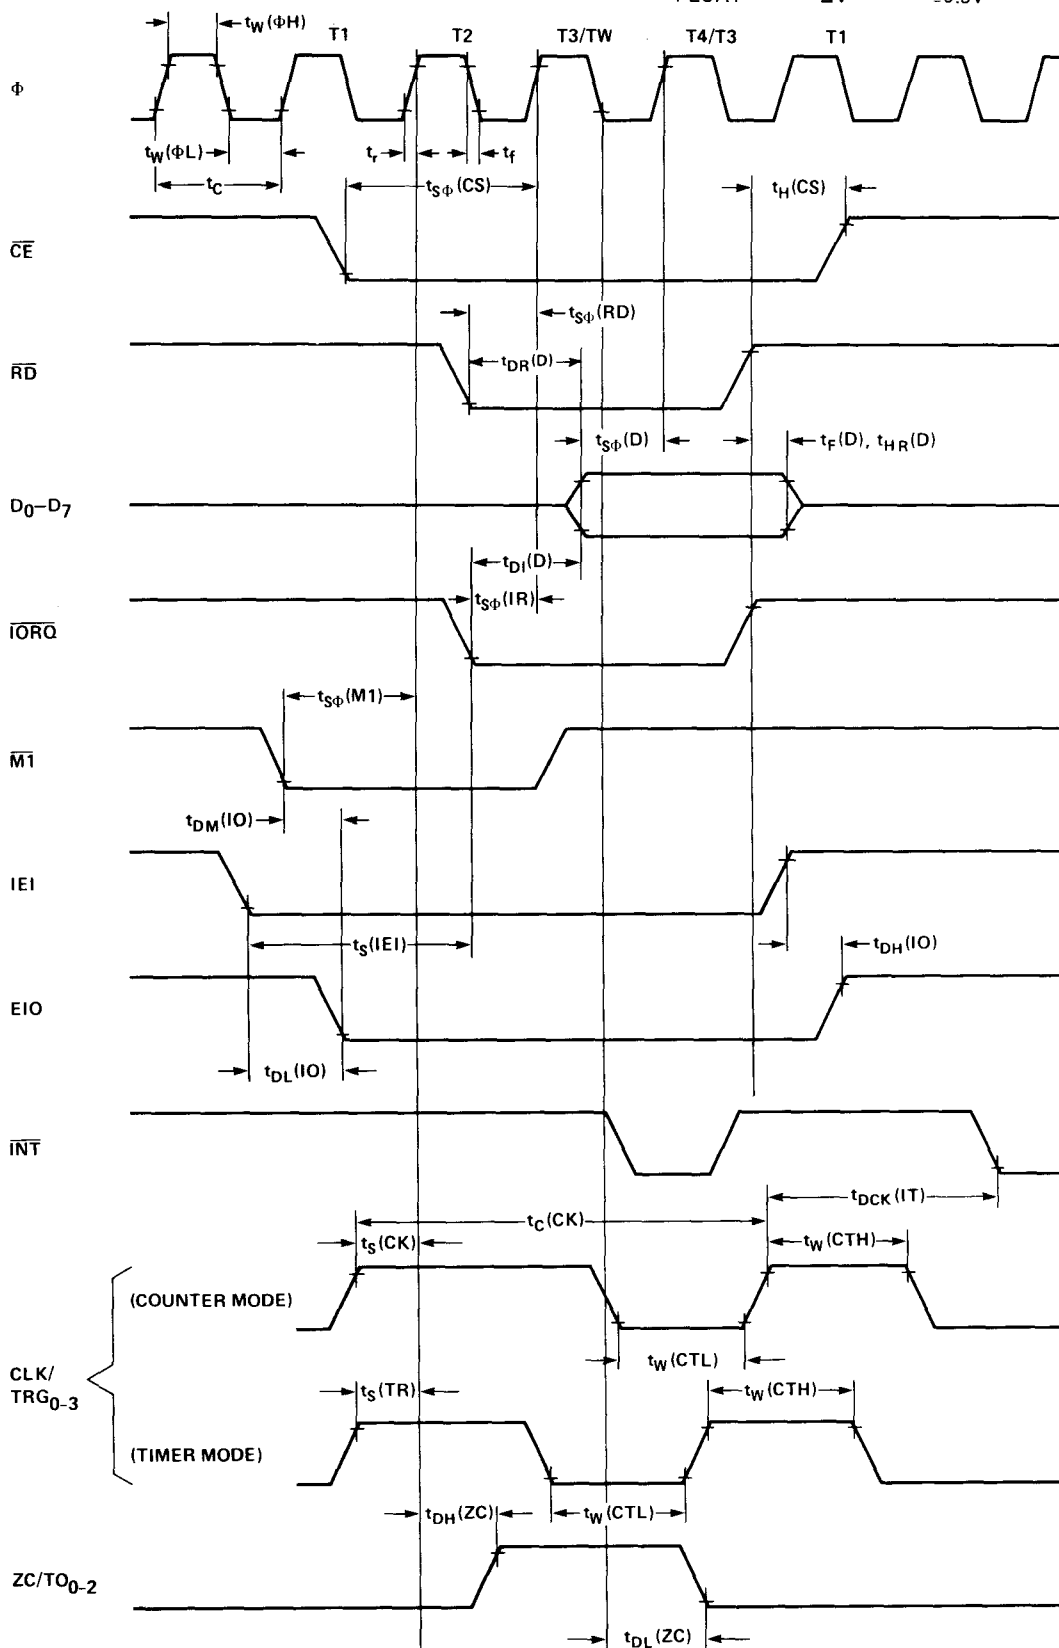 tW(ΦH)
T1 T2 T3/TW T4/T3 T1
Φ
tW(ΦL)
tr
tf
tC
tSΦ(CS)
tH(CS)
CE
tSΦ(RD)
RD
tDR(D)
tSΦ(D)
tF(D), tHR(D)
D0–D7
tDI(D)
tSΦ(IR)
IORQ
tSΦ(M1)
M1
tDM(IO)
IEI
tS(IEI)
tDH(IO)
EIO
tDL(IO)
INT
tDCK(IT)
tC(CK)
tS(CK)
tW(CTH)
(COUNTER MODE)
tW(CTL)
CLK/
TRG0-3
tS(TR)
tW(CTH)
(TIMER MODE)
tDH(ZC)
tW(CTL)
ZC/TO0-2
tDL(ZC)